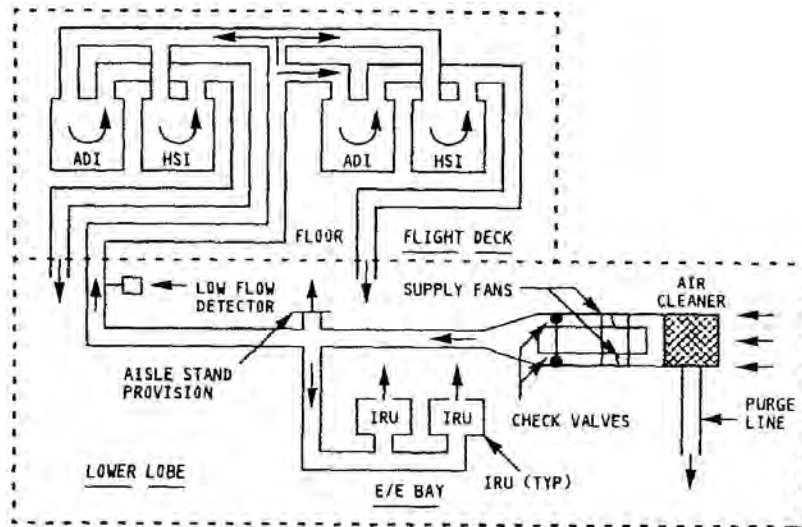 ADI
HSI
ADI
HSI
FLOOR
FLIGHT DECK
LOW FLOW
DETECTOR
SUPPLY FANS
AIR
CLEANER
AISLE STAND
PROVISION
IRU
IRU
CHECK VALVES
PURGE
LINE
LOWER LOBE
E/E BAY
IRU (TYP)